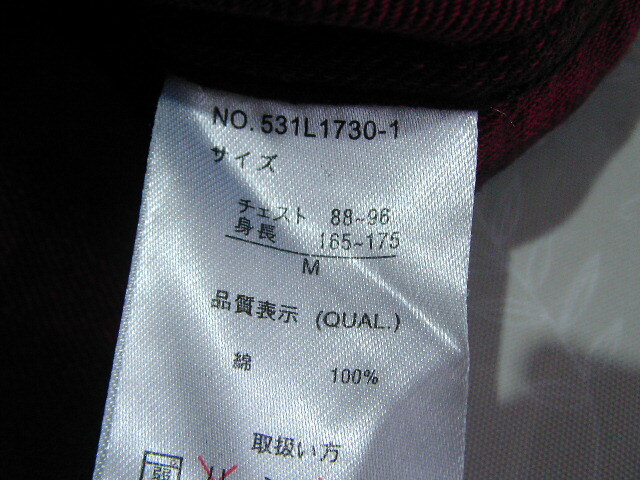 NO. 531L1730-1
サイズ
チェスト 88~96
身長 165~175
M
品質表示 (QUAL.)
綿 100%
取扱い方
弱